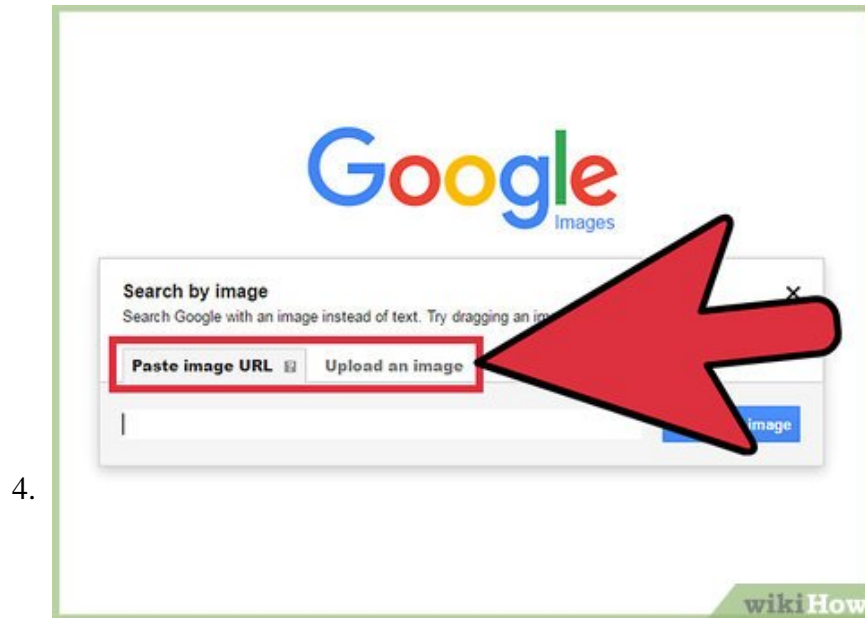 Google
Images
Search by image
Search Google with an image instead of text. Try dragging an
Paste image URL
Upload an image
image
4.
wikiHow